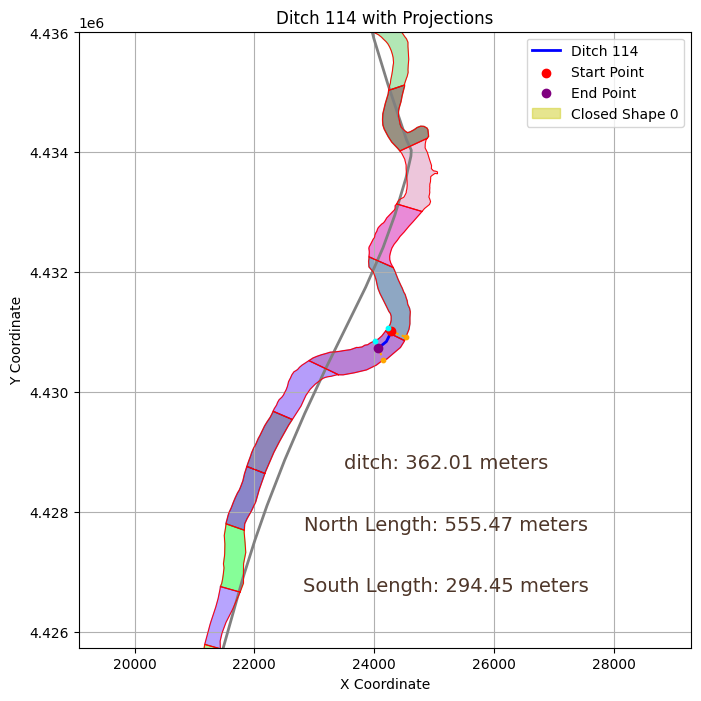 Ditch 114 with Projections
1e6
Ditch 114
Start Point
End Point
Closed Shape 0
4.436
4.434
4.432
4.430
4.428
4.426
Y Coordinate
ditch: 362.01 meters
North Length: 555.47 meters
South Length: 294.45 meters
20000 22000 24000 26000 28000
X Coordinate